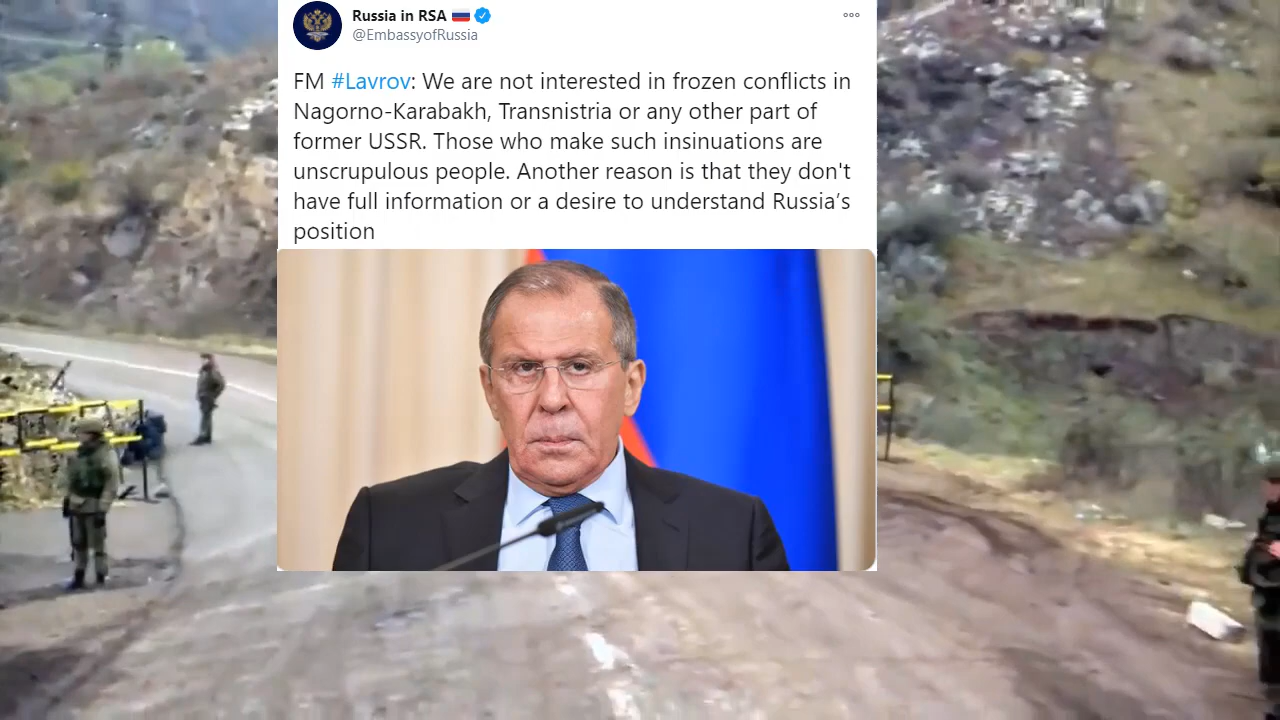 Russia in RSA
@EmbassyofRussia
FM #Lavrov: We are not interested in frozen conflicts in
Nagorno-Karabakh, Transnistria or any other part of
former USSR. Those who make such insinuations are
unscrupulous people. Another reason is that they don't
have full information or a desire to understand Russia’s
position